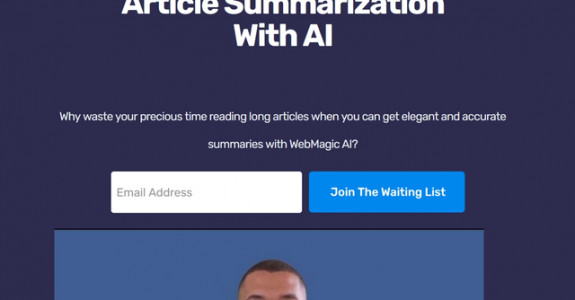 Article Summarization
With AI
Why waste your precious time reading long articles when you can get elegant and accurate
summaries with WebMagic AI?
Email Address
Join The Waiting List